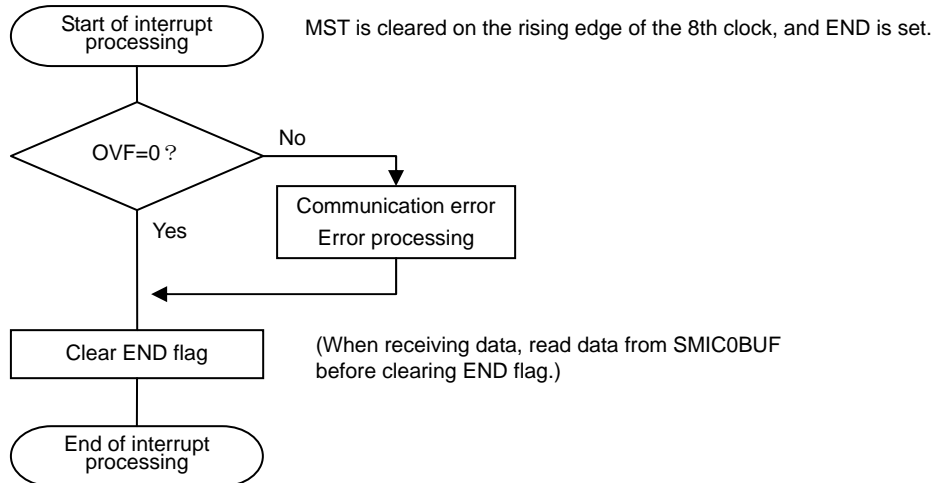 Start of interrupt
processing
MST is cleared on the rising edge of the 8th clock, and END is set.
OVF=0？
No
Communication error
Error processing
Yes
Clear END flag
(When receiving data, read data from SMIC0BUF
before clearing END flag.)
End of interrupt
processing